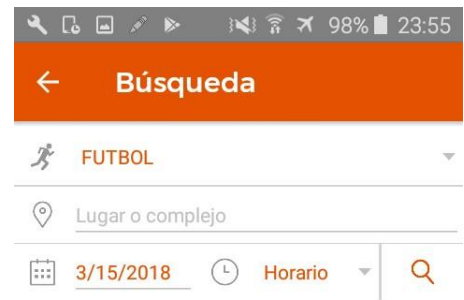 98% 23:55
Búsqueda
FUTBOL
Lugar o complejo
3/15/2018 Horario